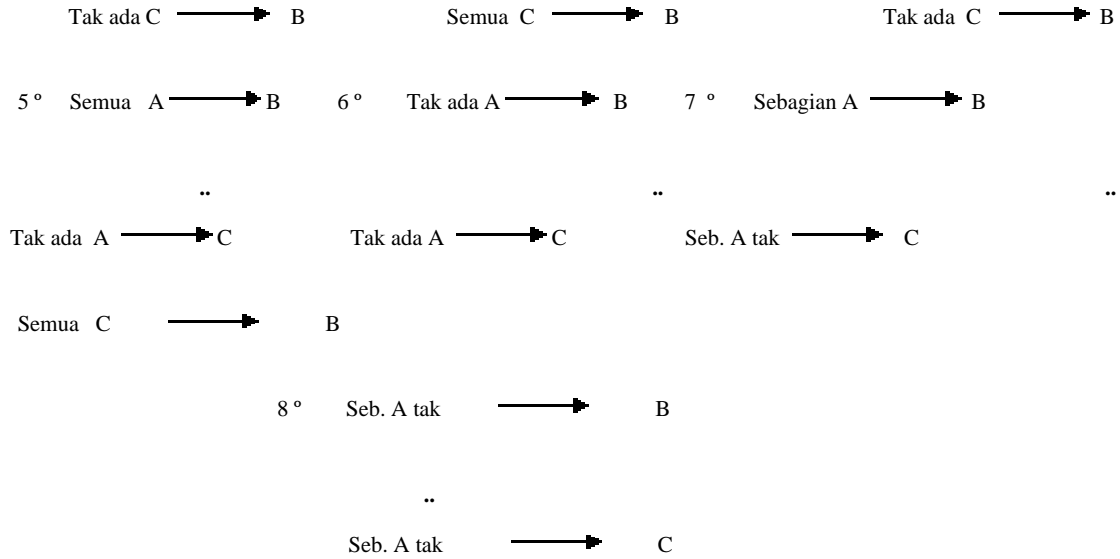 Tak ada C B Semua C B Tak ada C B
5 º Semua A B 6 º Tak ada A B 7 º Sebagian A B
¨ ¨ ¨
Tak ada A C Tak ada A C Seb. A tak C
Semua C B
8 º Seb. A tak B
¨
Seb. A tak C